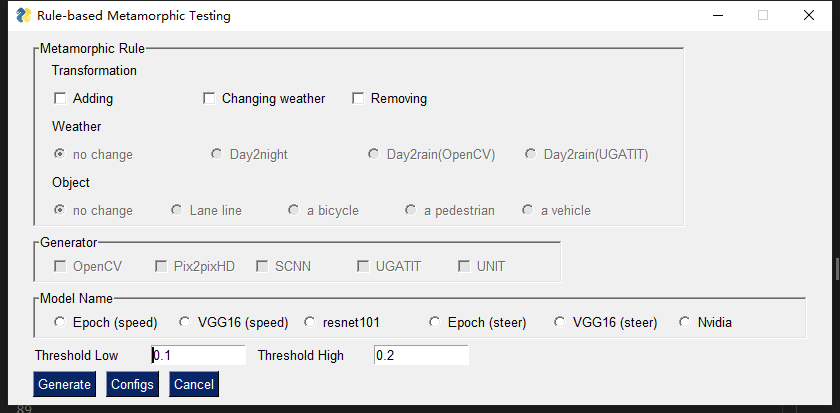 Rule-based Metamorphic Testing
Metamorphic Rule
Transformation
Adding Changing weather Removing
Weather
no change Day2night Day2rain(OpenCV) Day2rain(UGATIT)
Object
no change Lane line a bicycle a pedestrian a vehicle
Generator
OpenCV Pix2pixHD SCNN UGATIT UNIT
Model Name
Epoch (speed) VGG16 (speed) resnet101 Epoch (steer) VGG16 (steer) Nvidia
Threshold Low 0.1 Threshold High 0.2
Generate Configs Cancel
89